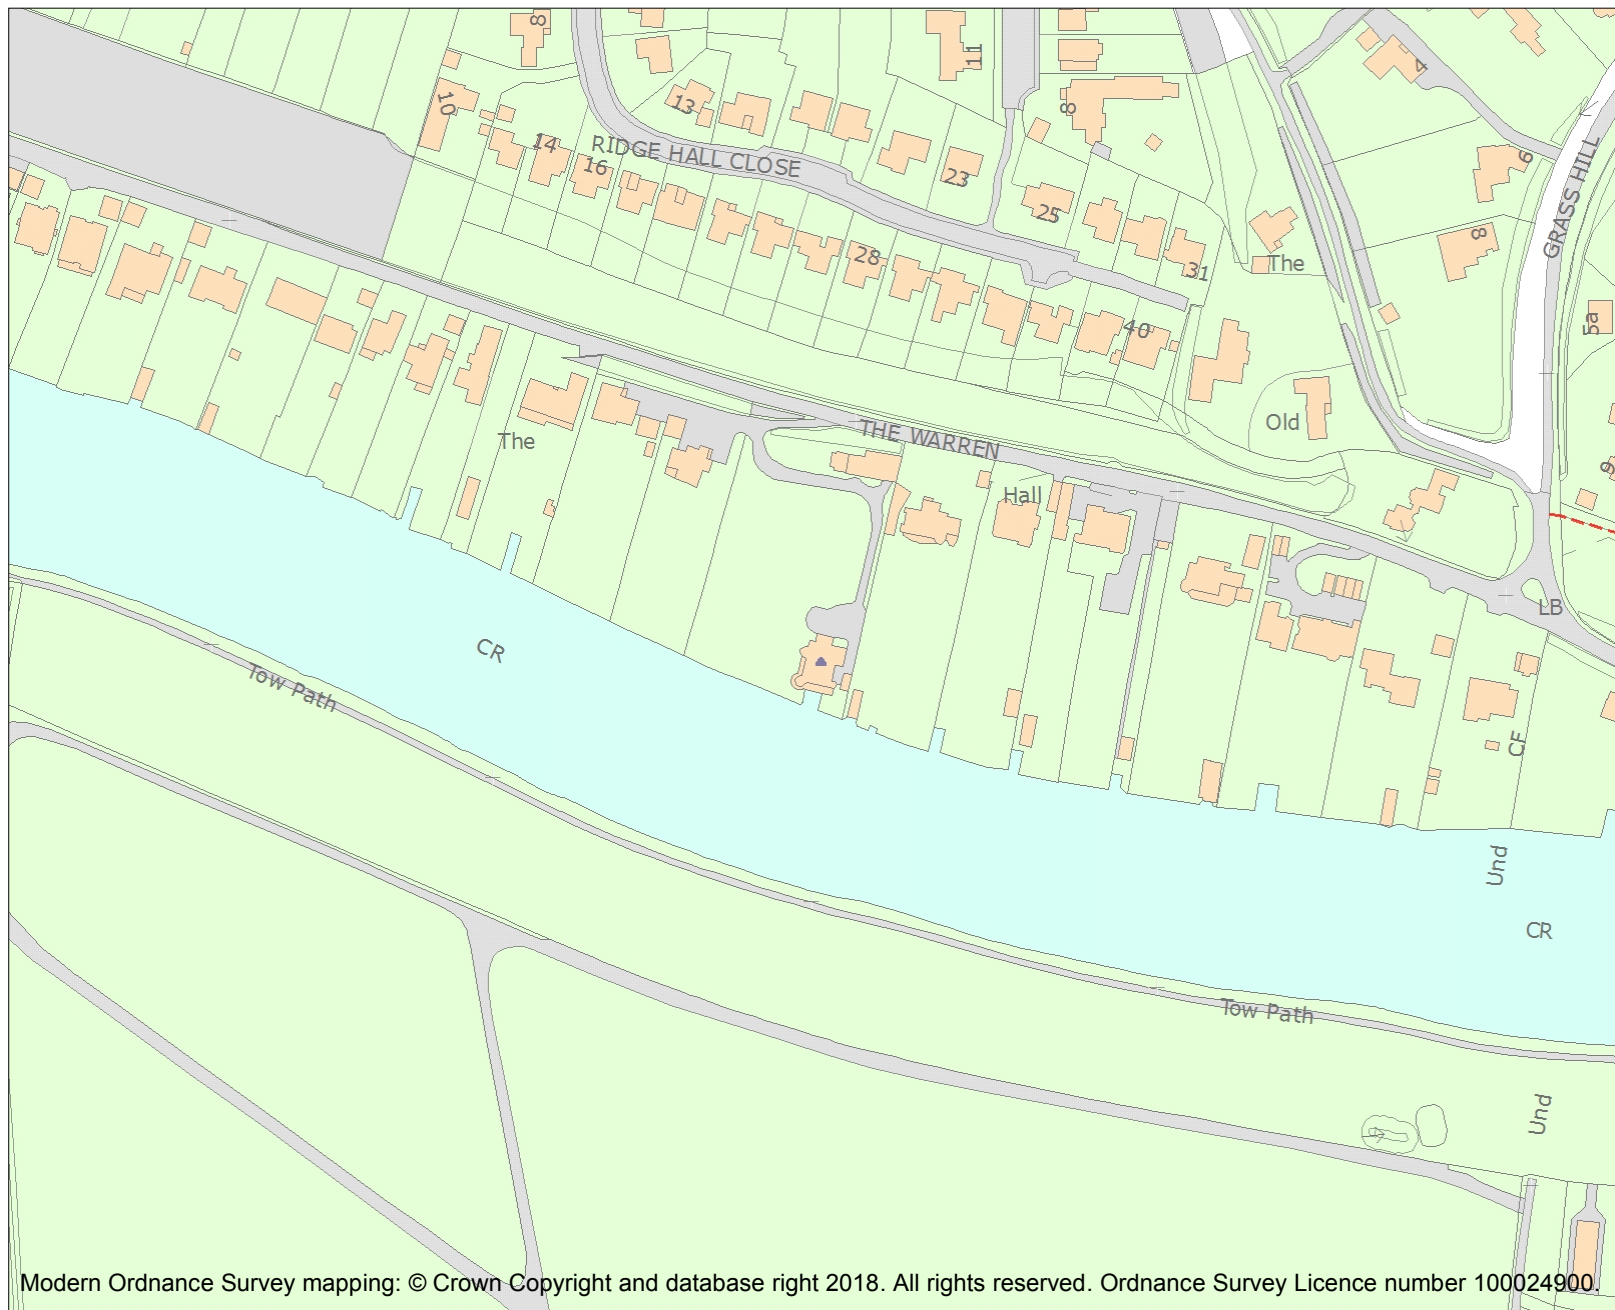 8
11
4
10
13
8
14
RIDGE HALL CLOSE
16
6
23
25
GRASS HILL
8
28
The
31
5a
40
Old
The
THE WARREN
9
Hall
LB
CR
Tow Path
CF
Und
CR
Tow Path
Und
Modern Ordnance Survey mapping: © Crown Copyright and database right 2018. All rights reserved. Ordnance Survey Licence number 100024900.